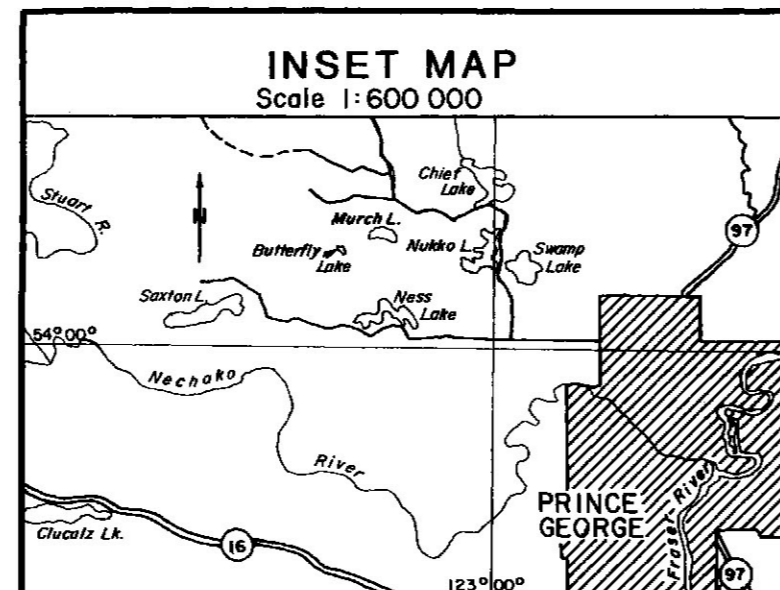 INSET MAP
Scale 1:600 000
Stuart R.
N
Chief
Lake
Murch L.
Butterfly
Lake
Nukko L.
Swamp
Lake
97
Saxton L.
Ness
Lake
54°00°
Nechako
River
PRINCE
GEORGE
Fraser River
Clucalz Lk.
16
123°00°
97